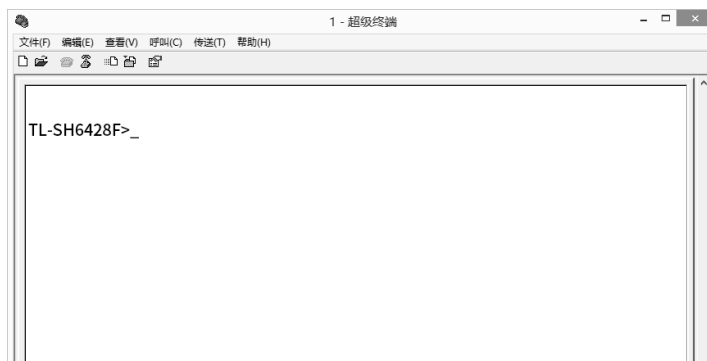 1 - 超级终端
文件(F) 编辑(E) 查看(V) 呼叫(C) 传送(T) 帮助(H)
TL-SH6428F>_